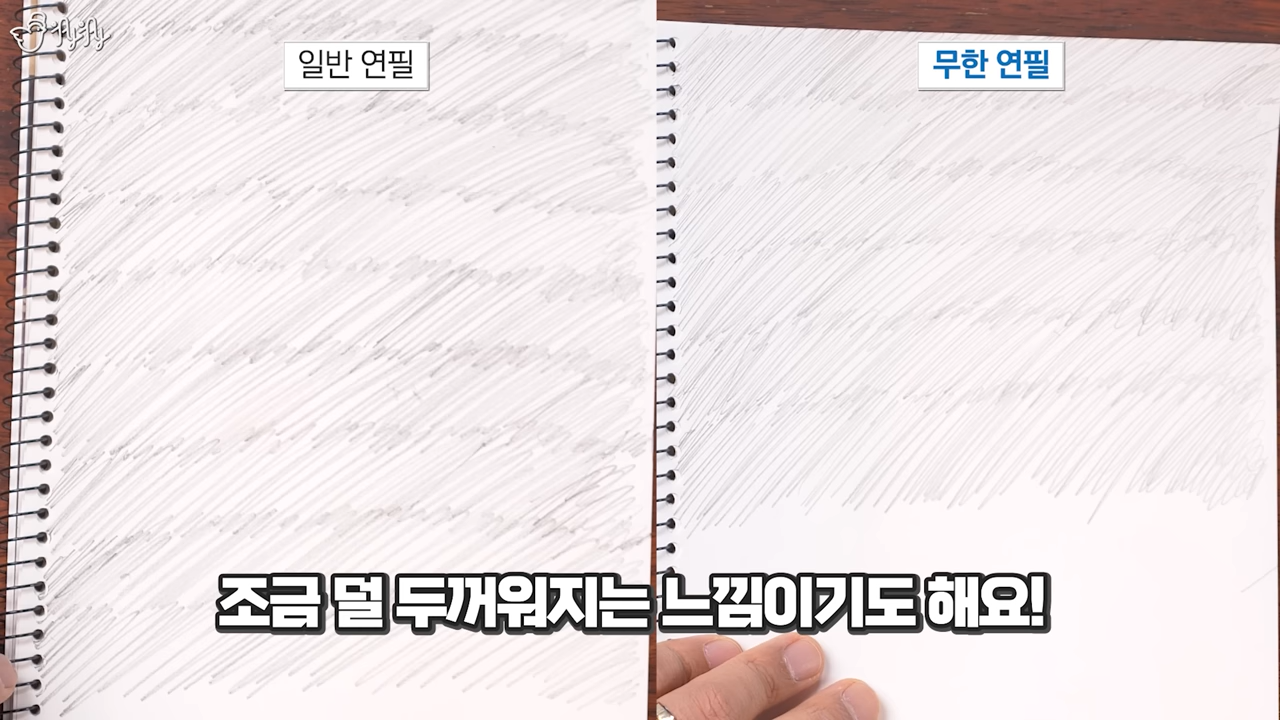 일반 연필
무한 연필
조금 덜 두꺼워지는 느낌이기도 해요!